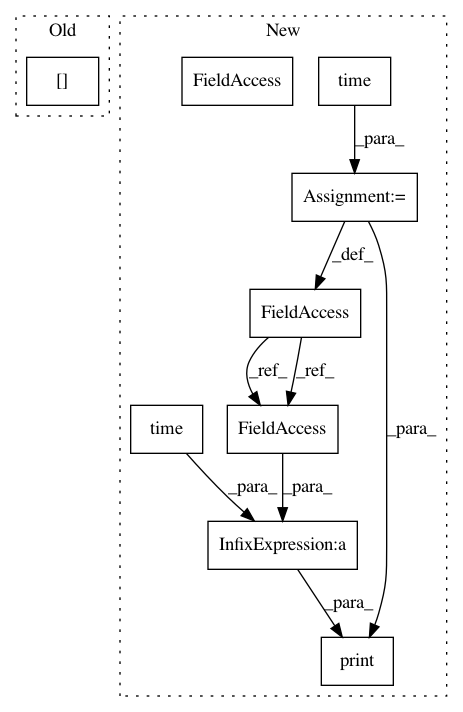 Old
New
[]
FieldAccess
time
_para_
Assignment:=
_def_
FieldAccess
_ref_
_ref_
_para_
time
FieldAccess
_para_
_para_
InfixExpression:a
_para_
print